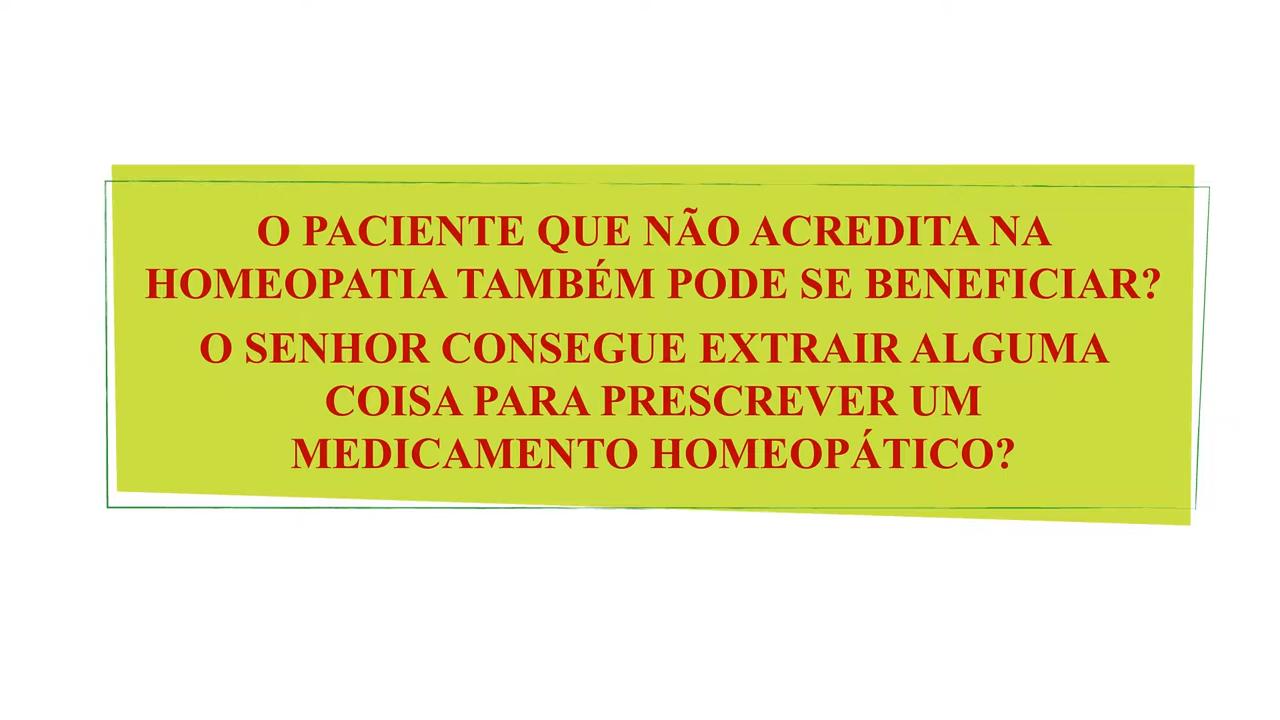 O PACIENTE QUE NÃO ACREDITA NA
HOMEOPATIA TAMBÉM PODE SE BENEFICIAR?
O SENHOR CONSEGUE EXTRAIR ALGUMA
COISA PARA PRESCREVER UM
MEDICAMENTO HOMEOPÁTICO?